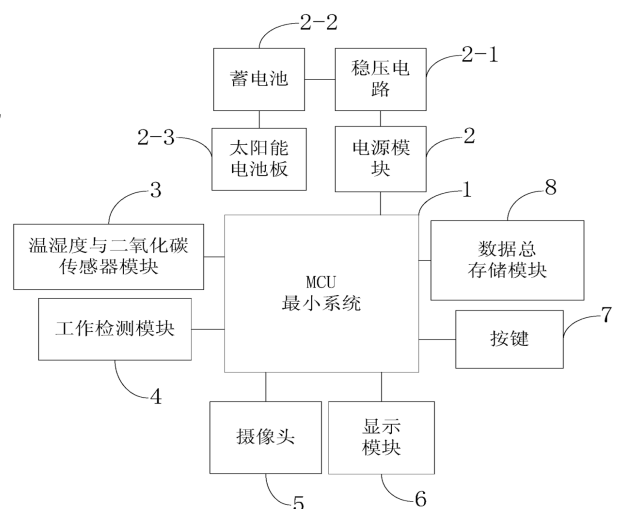 2-2
2-1
蓄电池
稳压电
路
2-3
太阳能
电池板
电源模
块
2
3
1
8
温湿度与二氧化碳
传感器模块
MCU
最小系统
数据总
存储模块
工作检测模块
按键
7
4
摄像头
显示
模块
5
6